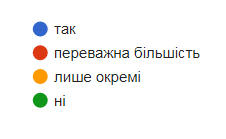 так
переважна більшість
лише окремі
ні